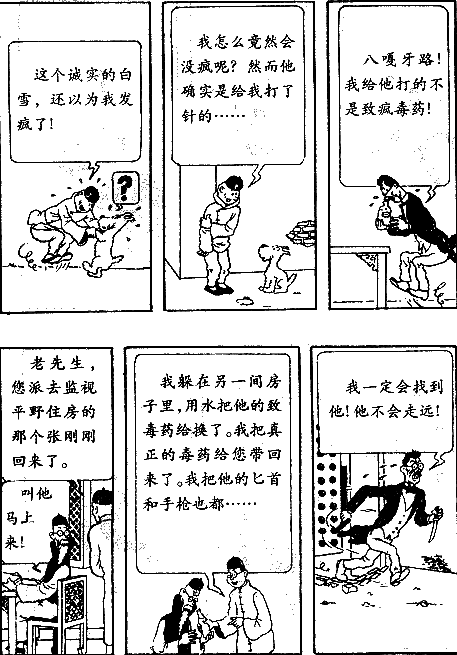 这个诚实的白
雪，还以为我发
疯了！
?
我怎么竟然会
没疯呢？然而他
确实是给我打了
针的……
八嘎牙路！
我给他打的不
是致疯毒药！
老先生，
您派去监视
平野住房的
那个张刚刚
回来了。
叫他
马上
来！
我躲在另一间房
子里，用水把他的致
毒药给换了。我把真
正的毒药给您带回
来了。我把他的匕首
和手枪也都……
我一定会找到
他！他不会走远！